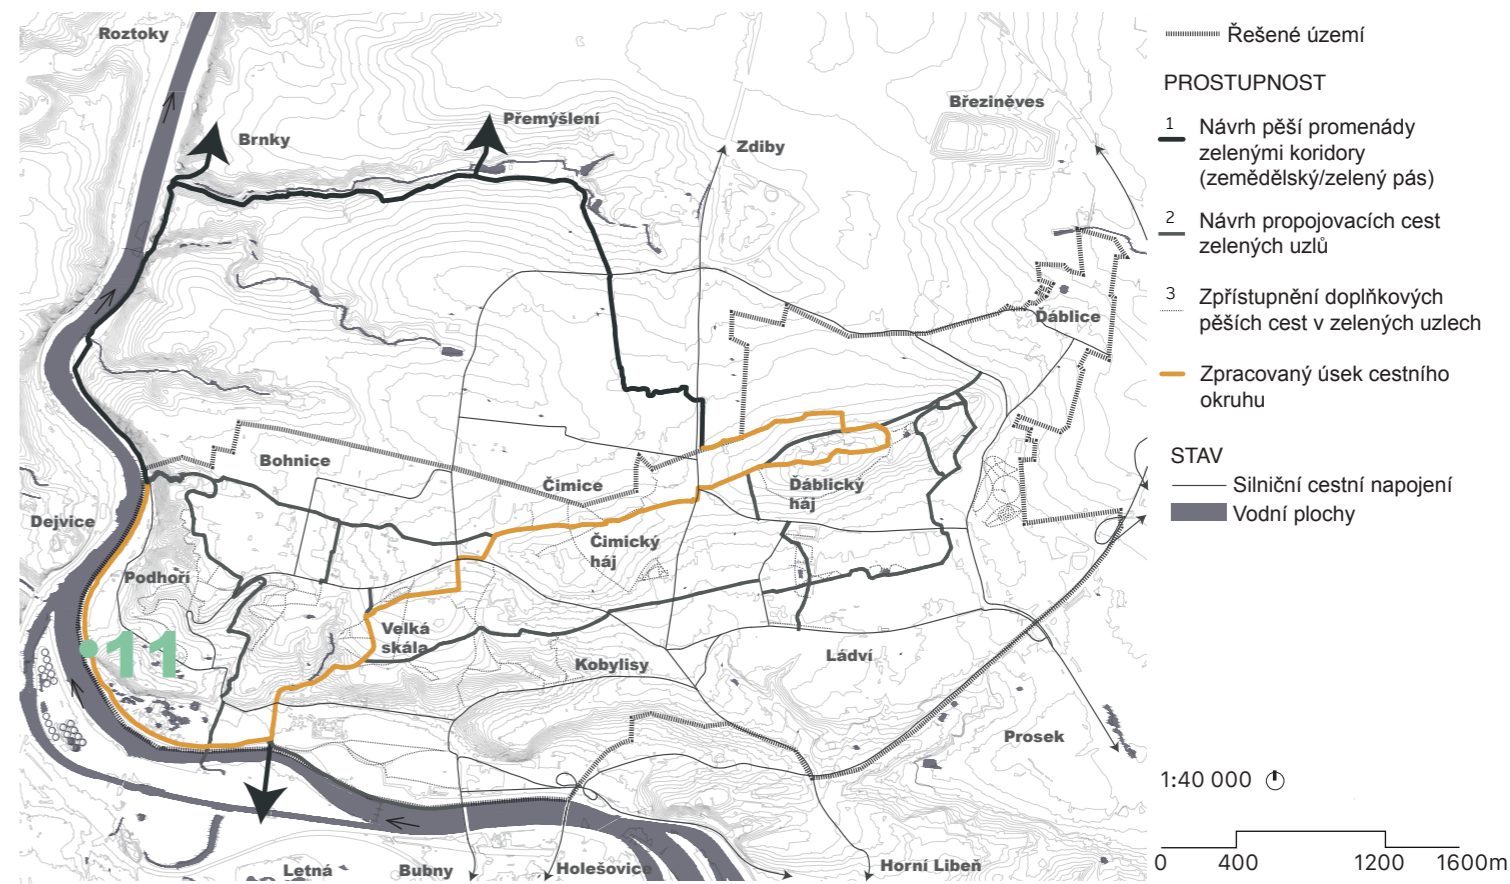 Roztoky
Brnky
Přemýšlení
Zdiby
Březiněves
Ďáblice
Bohnice
Čimice
Ďáblický
háj
Dejvice
Čimický
háj
Podhoří
Velká
skála
11
Kobylisy
Ládví
Prosek
Letná
Bubny
Holešovice
Horní Libeň
Řešené území
PROSTUPNOST
1 Návrh pěší promenády
zelenými koridory
(zemědělský/zelený pás)
2 Návrh propojovacích cest
zelených uzlů
3 Zpřístupnění doplňkových
pěších cest v zelených uzlech
Zpracovaný úsek cestního
okruhu
STAV
Silniční cestní napojení
Vodní plochy
1:40 000
0 400 1200 1600m